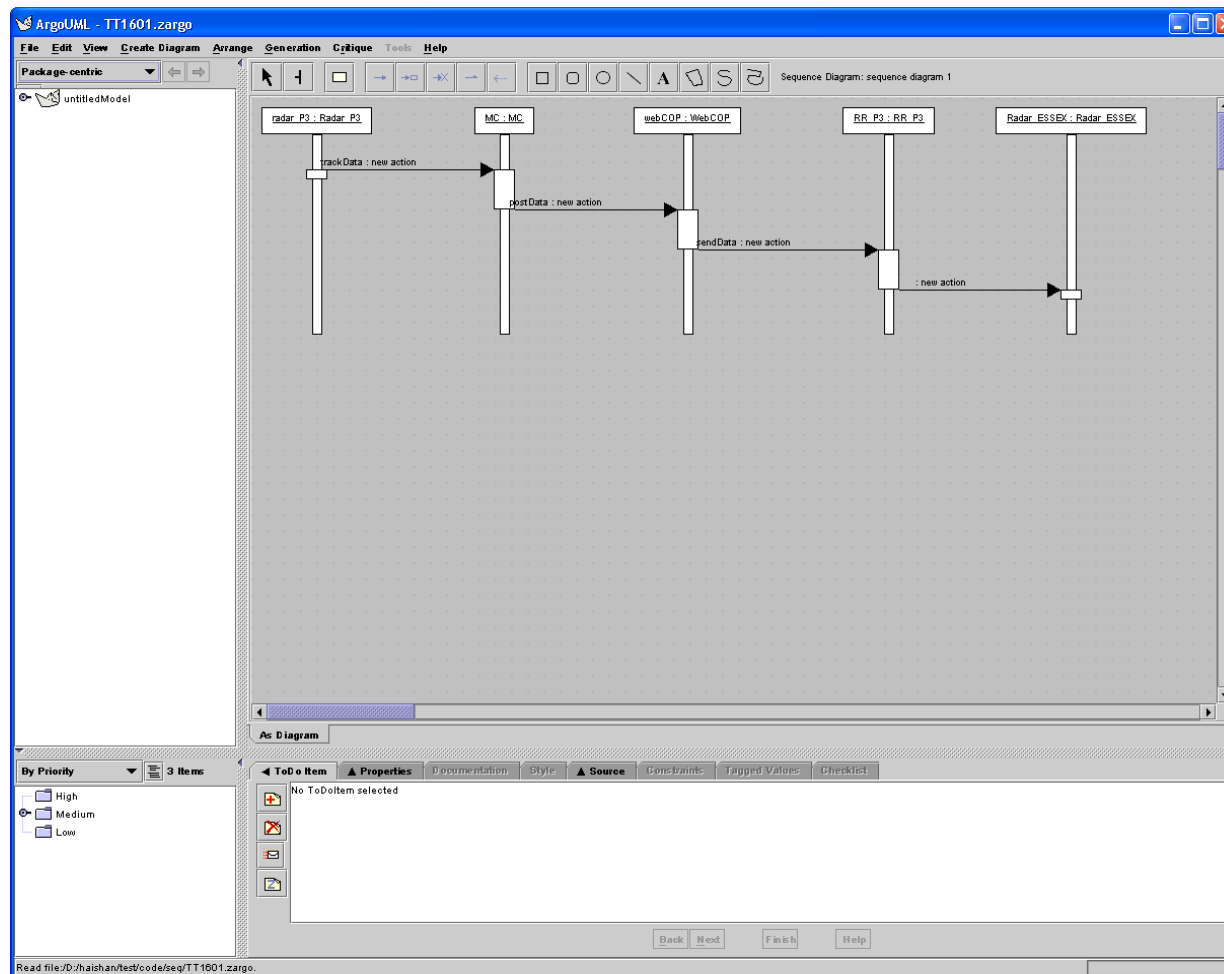 ArgoUML - TT1601.zargo
File Edit View Create Diagram Arrange Generation Critique Tools Help
Package-centric
A
Sequence Diagram: sequence diagram 1
untitledModel
radar_P3 : Radar_P3
MC : MC
webCOP : WebCOP
RR_P3 : RR_P3
Radar_ESSEX : Radar_ESSEX
trackData : new action
postData : new action
sendData : new action
: new action
As Diagram
By Priority
3 Items
ToDo Item Properties Documentation Style Source Constraints Tagged Values Checklist
High
Medium
Low
No ToDoItem selected
Back Next Finish Help
Read file:/D:/haishan/test/code/seq/TT1601.zargo.